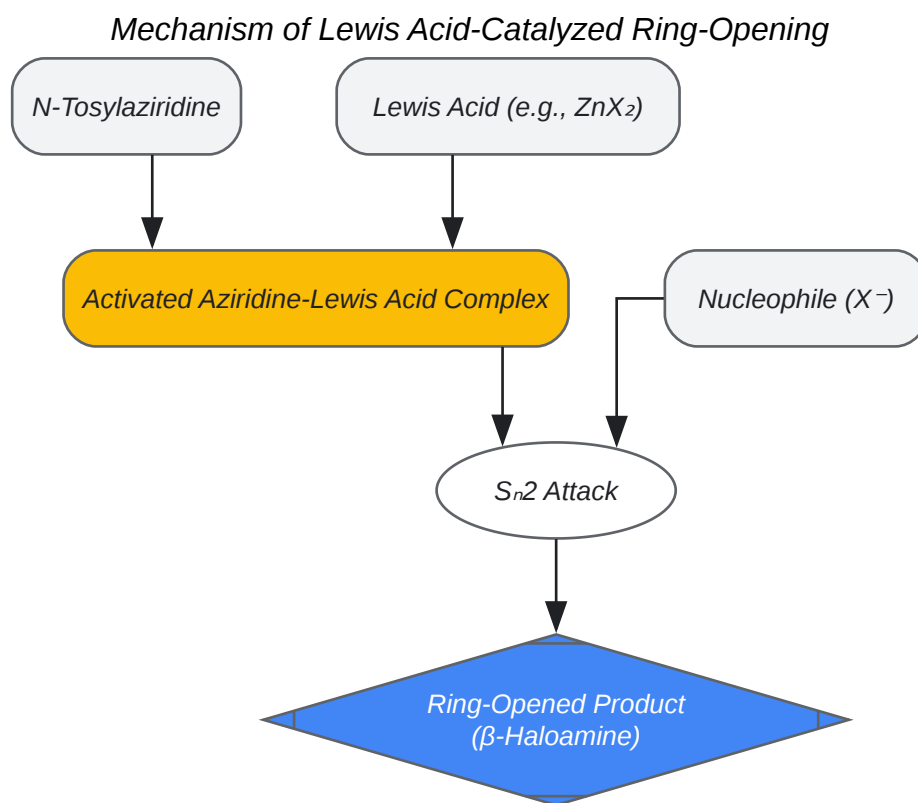 Mechanism of Lewis Acid-Catalyzed Ring-Opening
N-Tosylaziridine
Lewis Acid (e.g., ZnX₂)
Activated Aziridine-Lewis Acid Complex
Nucleophile (X⁻)
Sₙ2 Attack
Ring-Opened Product
(β-Haloamine)